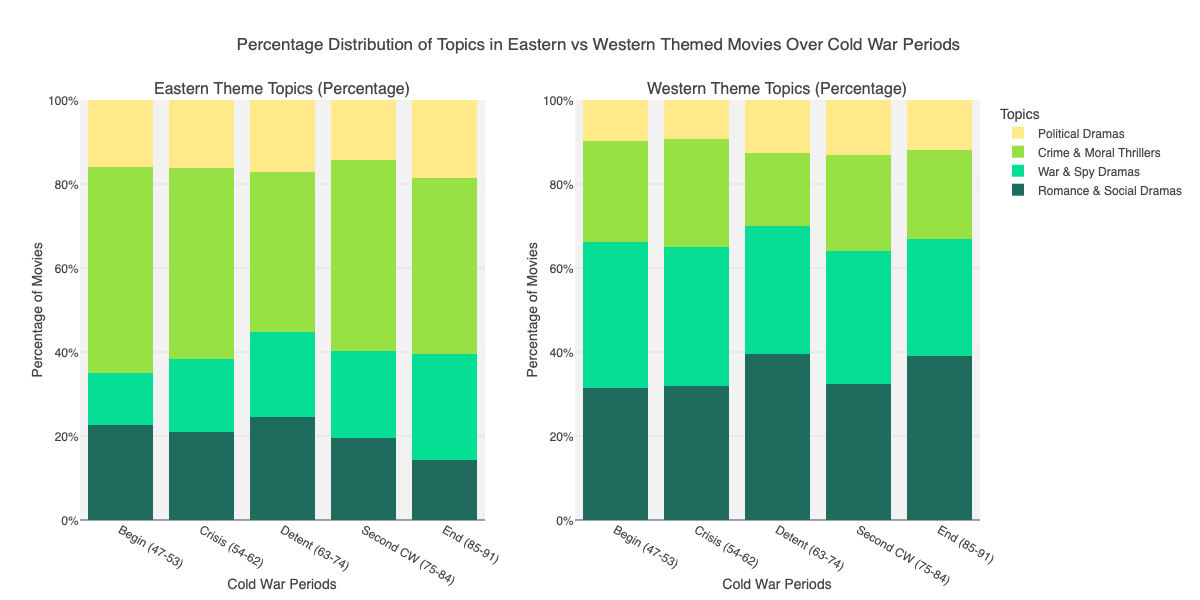 Percentage Distribution of Topics in Eastern vs Western Themed Movies Over Cold War Periods
Eastern Theme Topics (Percentage)
100%
80%
60%
40%
20%
0%
Percentage of Movies
Begin (47-53)
Crisis (54-62)
Detent (63-74)
Second CW (75-84)
End (85-91)
Cold War Periods
Western Theme Topics (Percentage)
100%
80%
60%
40%
20%
0%
Percentage of Movies
Begin (47-53)
Crisis (54-62)
Detent (63-74)
Second CW (75-84)
End (85-91)
Cold War Periods
Topics
Political Dramas
Crime & Moral Thrillers
War & Spy Dramas
Romance & Social Dramas